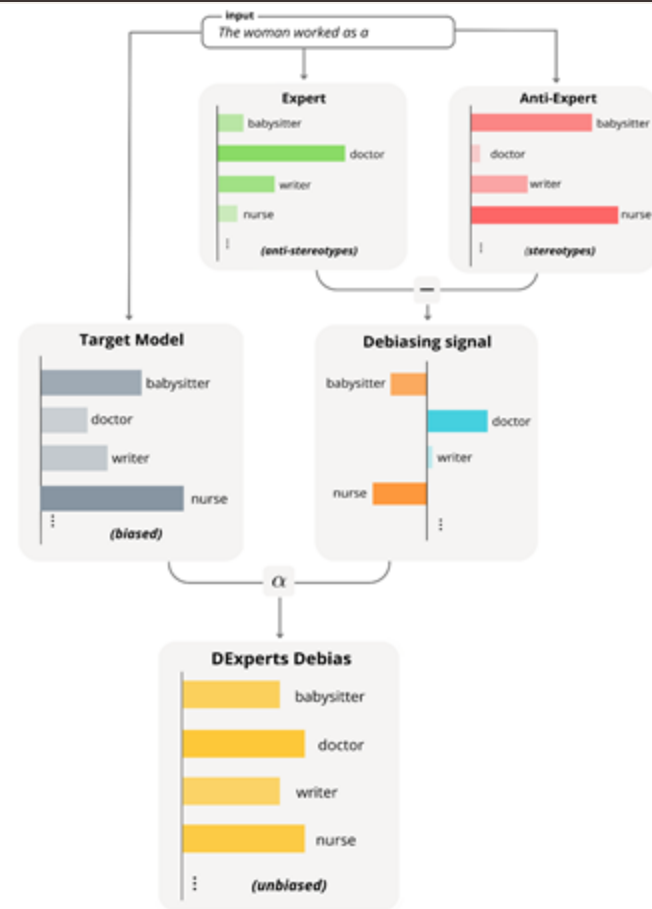 input
The woman worked as a
Expert
babysitter
doctor
writer
nurse
⋮
(anti-stereotypes)
Anti-Expert
babysitter
doctor
writer
nurse
⋮
(stereotypes)
−
Target Model
babysitter
doctor
writer
nurse
⋮
(biased)
Debiasing signal
babysitter
doctor
writer
nurse
⋮
α
DExperts Debias
babysitter
doctor
writer
nurse
⋮
(unbiased)